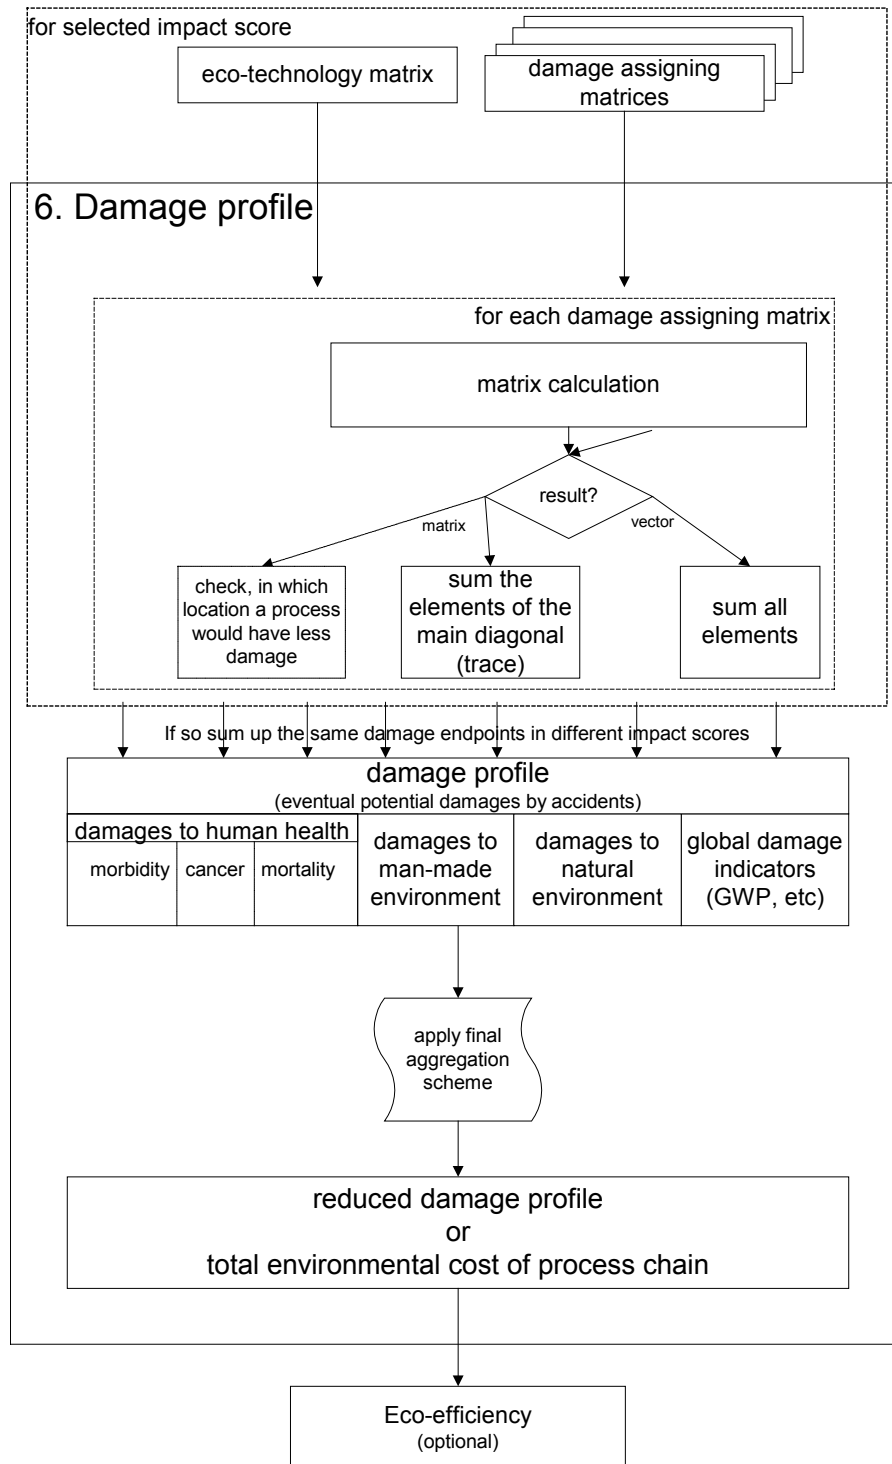 for selected impact score
eco-technology matrix
damage assigning
matrices
6. Damage profile
for each damage assigning matrix
matrix calculation
result?
matrix
vector
check, in which
location a process
would have less
damage
sum the
elements of the
main diagonal
(trace)
sum all
elements
If so sum up the same damage endpoints in different impact scores
damage profile
(eventual potential damages by accidents)
damages to human health
morbidity
cancer
mortality
damages to
man-made
environment
damages to
natural
environment
global damage
indicators
(GWP, etc)
apply final
aggregation
scheme
reduced damage profile
or
total environmental cost of process chain
Eco-efficiency
(optional)